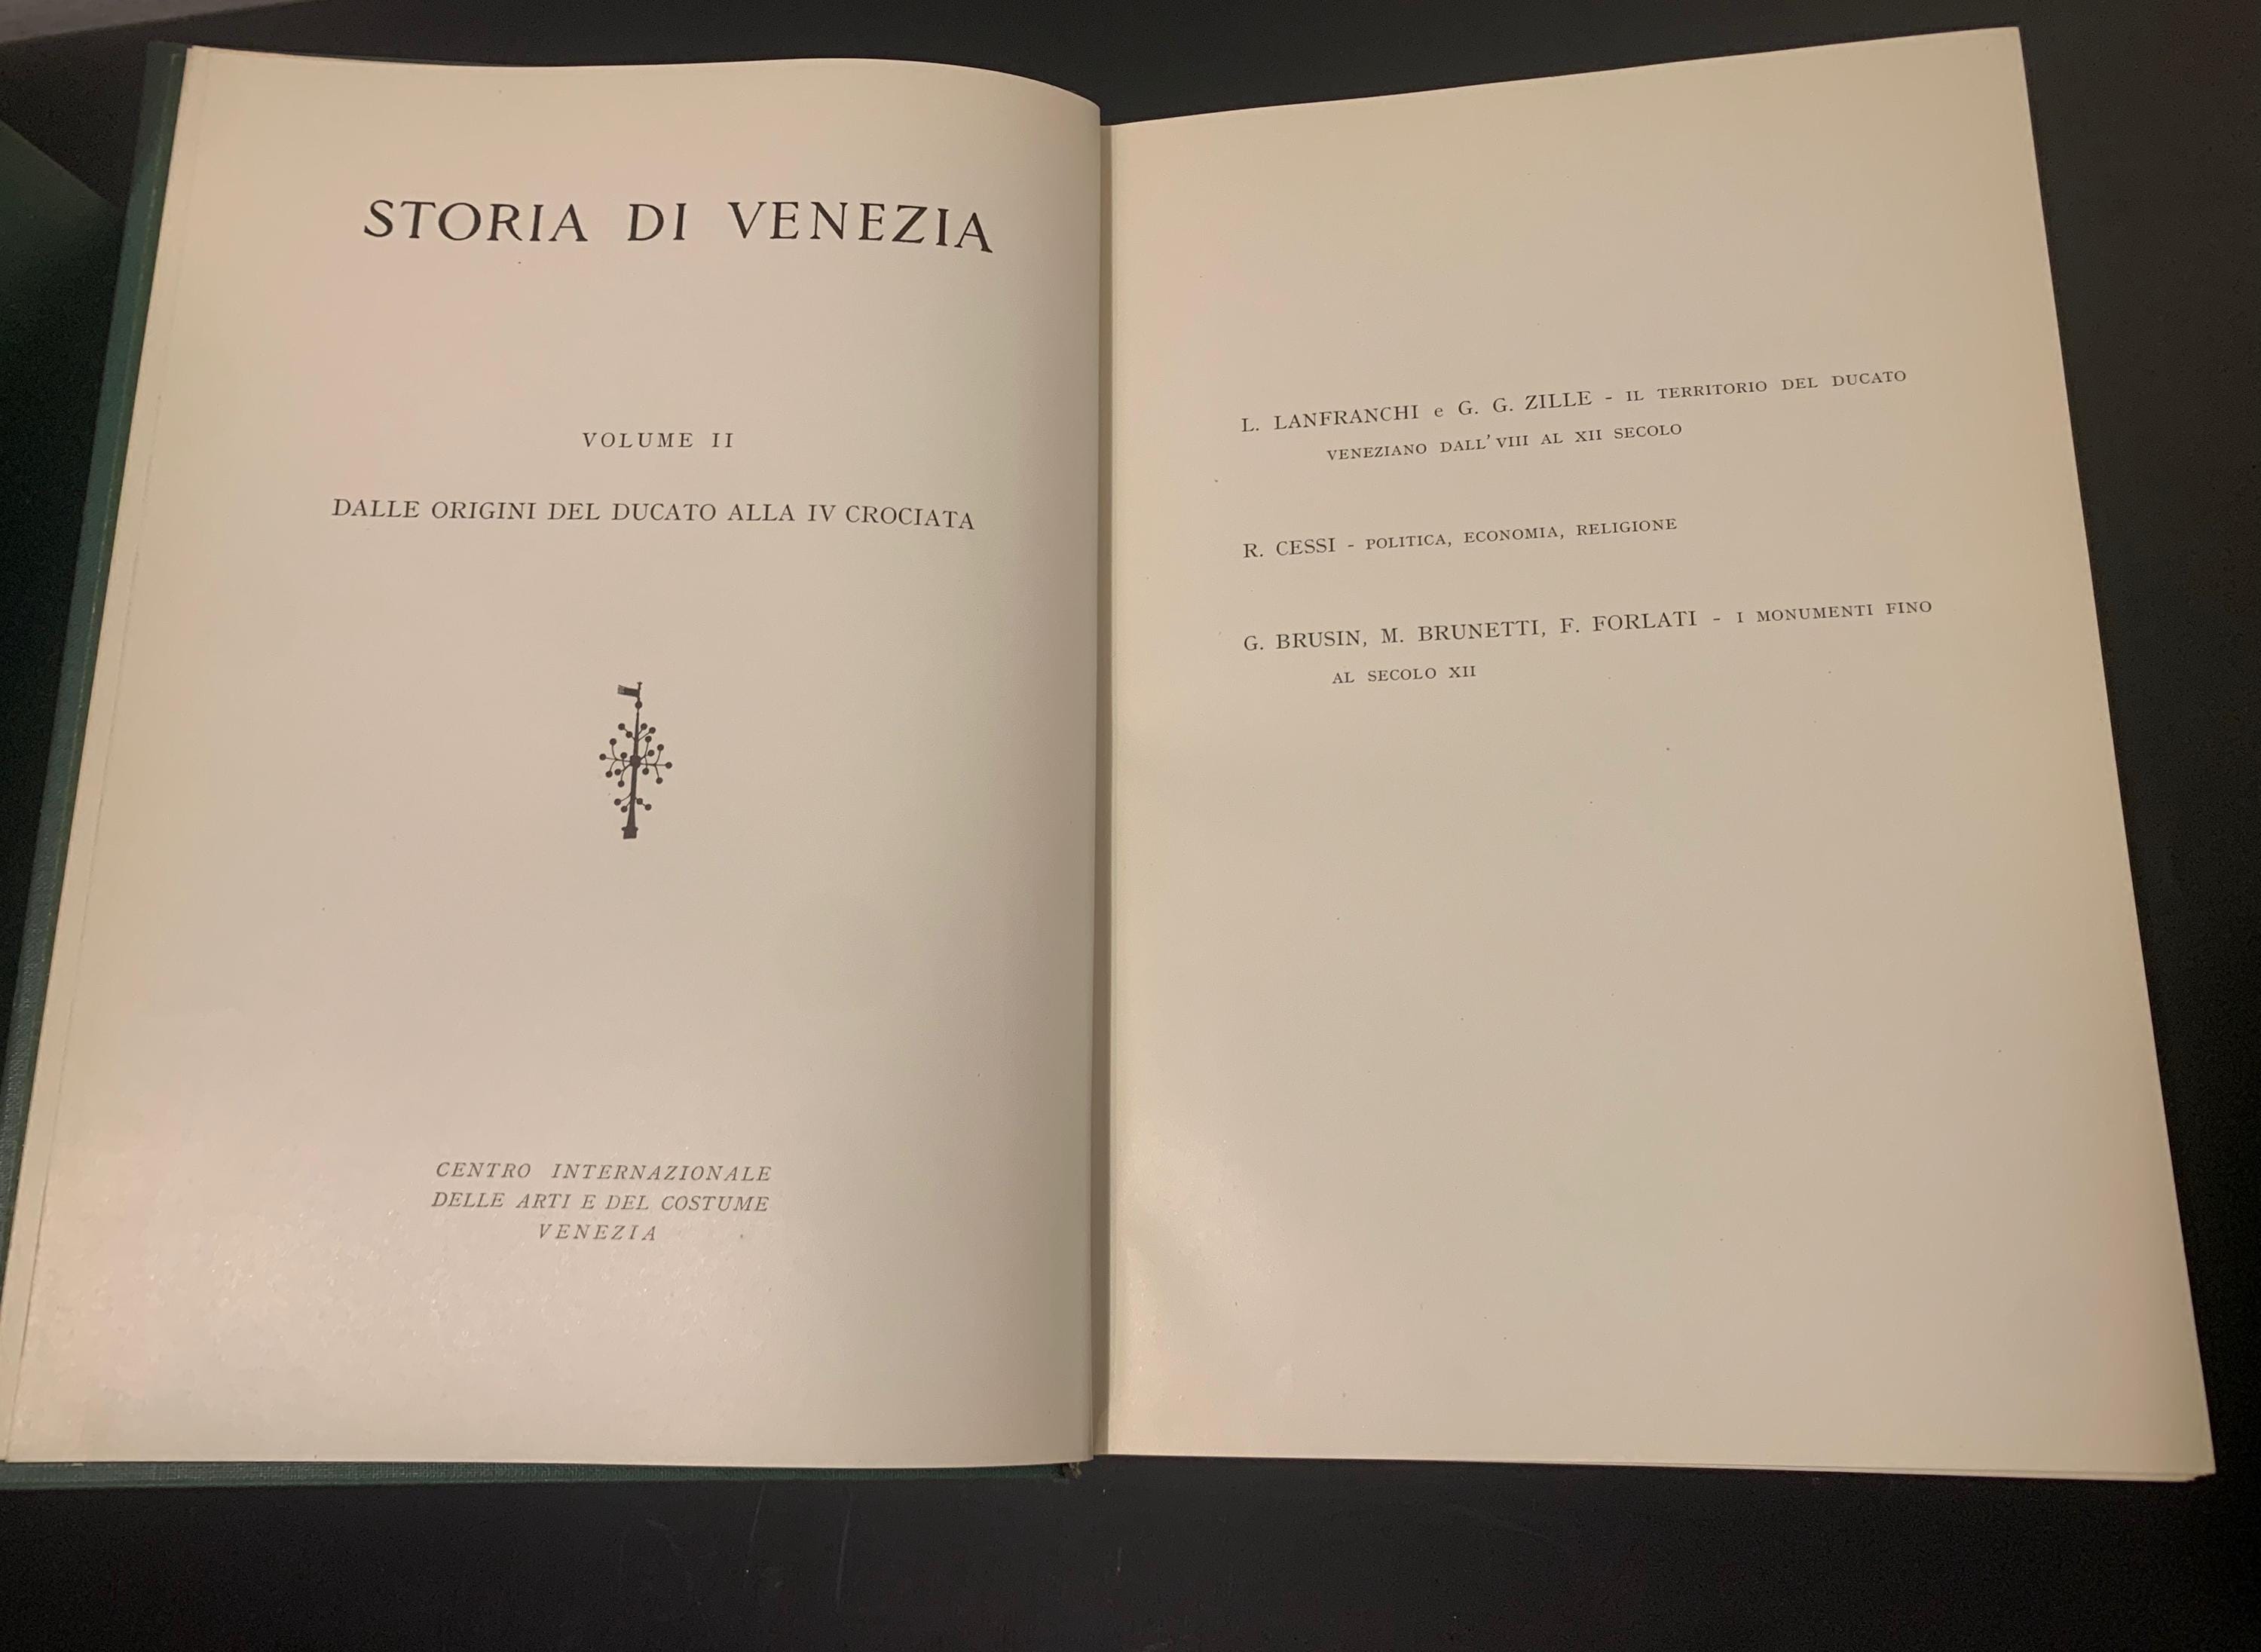 STORIA DI VENEZIA
VOLUME II
DALLE ORIGINI DEL DUCATO ALLA IV CROCIATA
CENTRO INTERNAZIONALE
DELLE ARTI E DEL COSTUME
VENEZIA
L. LANFRANCHI e G. G. ZILLE - IL TERRITORIO DEL DUCATO
VENEZIANO DALL' VIII AL XII SECOLO
R. CESSI - POLITICA, ECONOMIA, RELIGIONE
G. BRUSIN, M. BRUNETTI, F. FORLATI - I MONUMENTI FINO
AL SECOLO XII